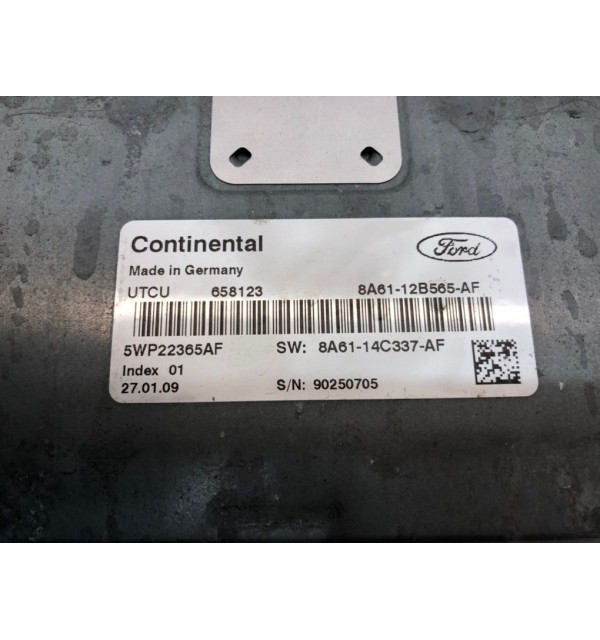 Continental
Ford
Made in Germany
UTCU 658123 8A61-12B565-AF
5WP22365AF SW: 8A61-14C337-AF
Index 01
27.01.09 S/N: 90250705